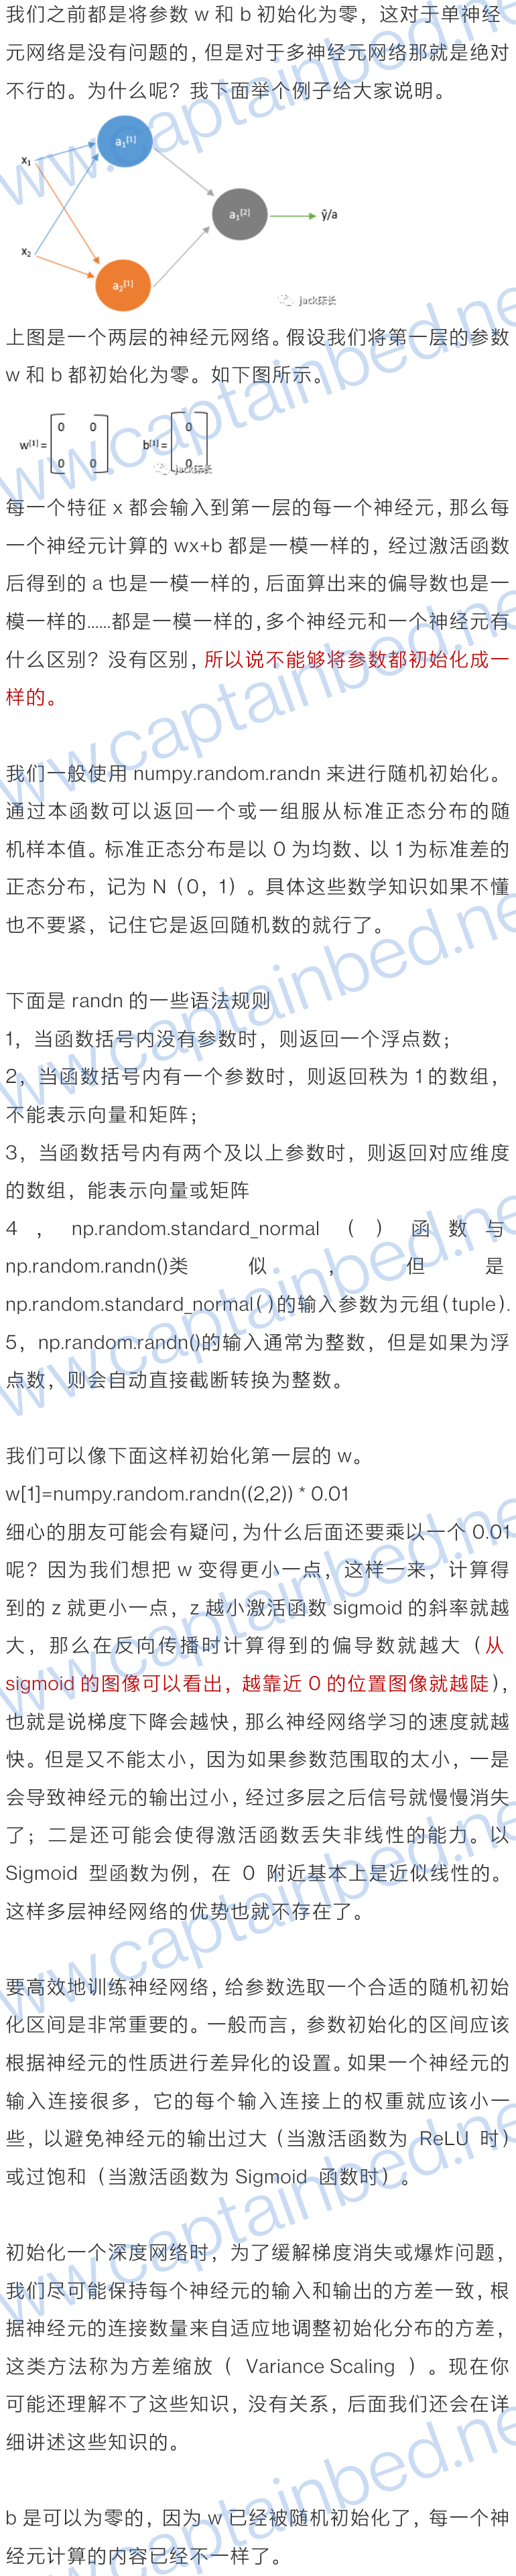 我们之前都是将参数 w 和 b 初始化为零，这对于单神经
元网络是没有问题的，但是对于多神经元网络那就是绝对
不行的。为什么呢？我下面举个例子给大家说明。
x₁
a₁[1]
a₁[2]
ŷ/a
x₂
a₂[1]
jack床长
上图是一个两层的神经元网络。假设我们将第一层的参数
w 和 b 都初始化为零。如下图所示。
0 0 0
w[1] = b[1] =
0 0 0
jack床长
每一个特征 x 都会输入到第一层的每一个神经元，那么每
一个神经元计算的 wx+b 都是一模一样的，经过激活函数
后得到的 a 也是一模一样的，后面算出来的偏导数也是一
模一样的......都是一模一样的，多个神经元和一个神经元有
什么区别？没有区别，所以说不能够将参数都初始化成一
样的。
我们一般使用 numpy.random.randn 来进行随机初始化。
通过本函数可以返回一个或一组服从标准正态分布的随
机样本值。标准正态分布是以 0 为均数、以 1 为标准差的
正态分布，记为 N（0，1）。具体这些数学知识如果不懂
也不要紧，记住它是返回随机数的就行了。
下面是 randn 的一些语法规则
1，当函数括号内没有参数时，则返回一个浮点数；
2，当函数括号内有一个参数时，则返回秩为 1 的数组，
不能表示向量和矩阵；
3，当函数括号内有两个及以上参数时，则返回对应维度
的数组，能表示向量或矩阵
4，np.random.standard_normal（）函数与
np.random.randn()类似，但是
np.random.standard_normal( )的输入参数为元组(tuple).
5，np.random.randn()的输入通常为整数，但是如果为浮
点数，则会自动直接截断转换为整数。
我们可以像下面这样初始化第一层的 w。
w[1]=numpy.random.randn((2,2)) * 0.01
细心的朋友可能会有疑问，为什么后面还要乘以一个 0.01
呢？因为我们想把 w 变得更小一点，这样一来，计算得
到的 z 就更小一点，z 越小激活函数 sigmoid 的斜率就越
大，那么在反向传播时计算得到的偏导数就越大（从
sigmoid 的图像可以看出，越靠近 0 的位置图像就越陡），
也就是说梯度下降会越快，那么神经网络学习的速度就越
快。但是又不能太小，因为如果参数范围取的太小，一是
会导致神经元的输出过小，经过多层之后信号就慢慢消失
了；二是还可能会使得激活函数丢失非线性的能力。以
Sigmoid 型函数为例，在 0 附近基本上是近似线性的。
这样多层神经网络的优势也就不存在了。
要高效地训练神经网络，给参数选取一个合适的随机初始
化区间是非常重要的。一般而言，参数初始化的区间应该
根据神经元的性质进行差异化的设置。如果一个神经元的
输入连接很多，它的每个输入连接上的权重就应该小一
些，以避免神经元的输出过大（当激活函数为 ReLU 时）
或过饱和（当激活函数为 Sigmoid 函数时）。
初始化一个深度网络时，为了缓解梯度消失或爆炸问题，
我们尽可能保持每个神经元的输入和输出的方差一致，根
据神经元的连接数量来自适应地调整初始化分布的方差，
这类方法称为方差缩放（ Variance Scaling ）。现在你
可能还理解不了这些知识，没有关系，后面我们还会在详
细讲述这些知识的。
b 是可以为零的，因为 w 已经被随机初始化了，每一个神
经元计算的内容已经不一样了。
www.captainbed.net